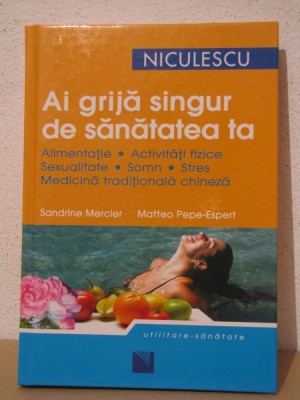 NICULESCU
Ai grijă singur
de sănătatea ta
Alimentație • Activități fizice
Sexualitate • Somn • Stres
Medicină tradițională chineză
Sandrine Mercier Matteo Pepe-Espert
utilitare-sănătate